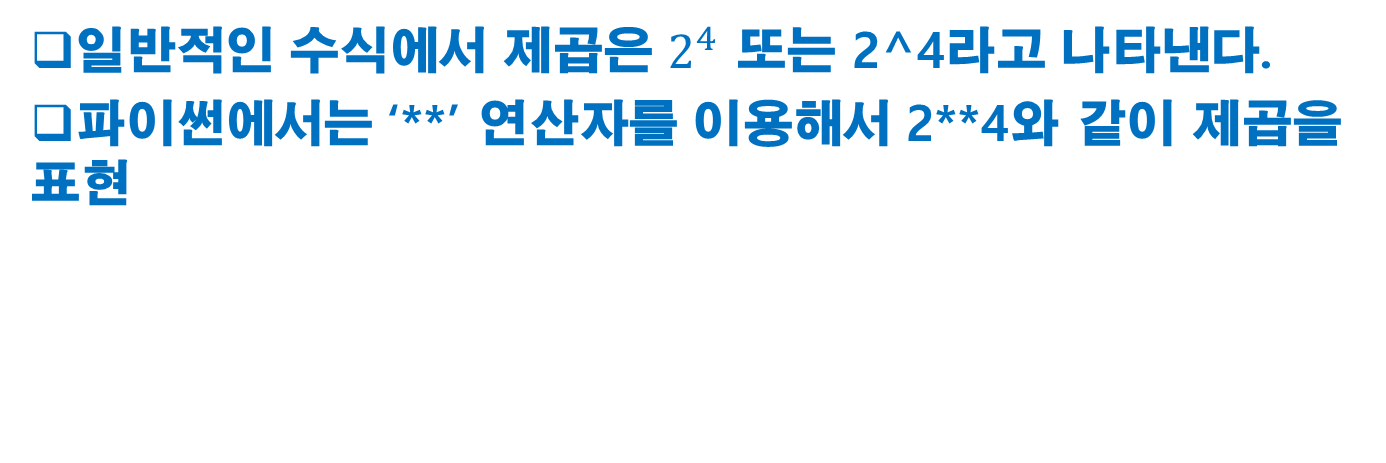 ❑일반적인 수식에서 제곱은 2⁴ 또는 2^4라고 나타낸다.
❑파이썬에서는 ‘**’ 연산자를 이용해서 2**4와 같이 제곱을
표현